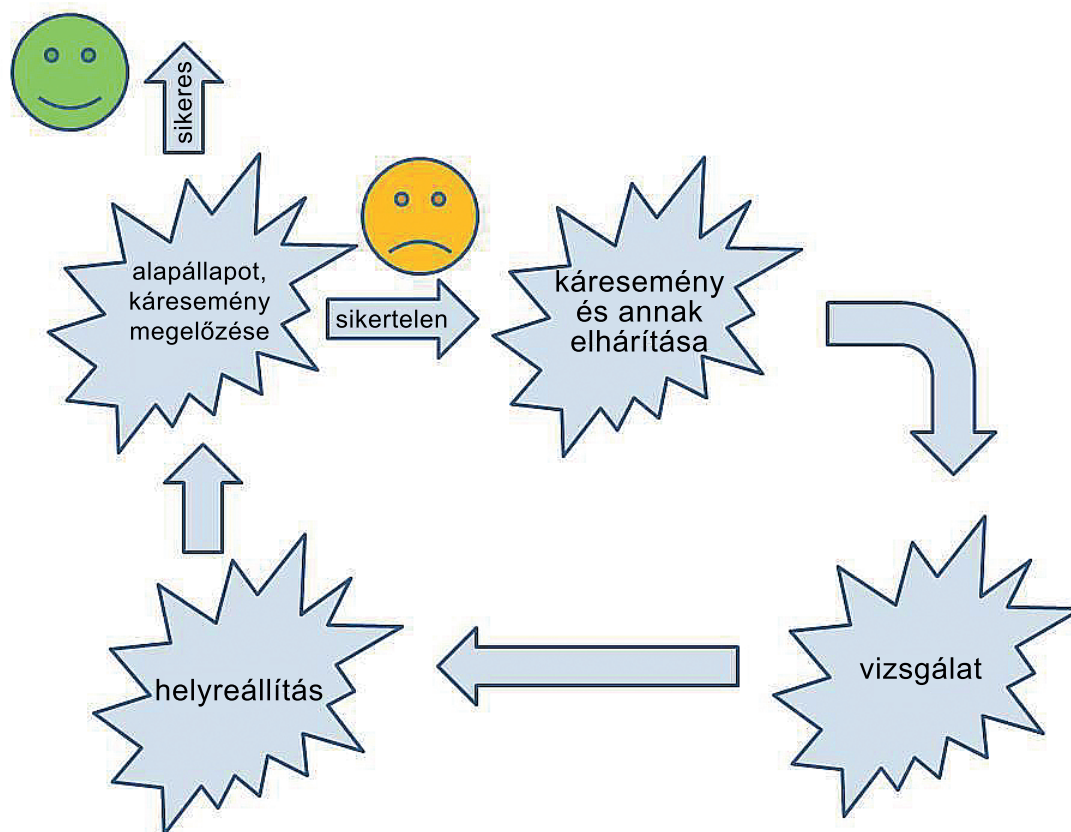 sikeres
alapállapot,
káresemény
megelőzése
sikertelen
káresemény
és annak
elhárítása
vizsgálat
helyreállítás